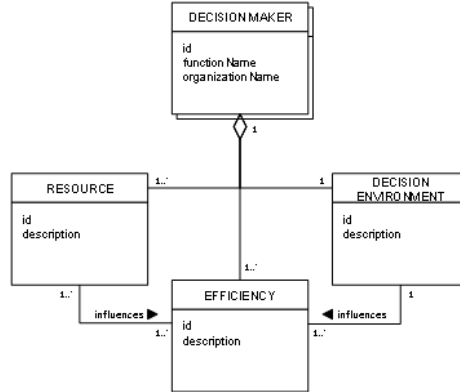 DECISION MAKER
id
function Name
organization Name
1
1..*
1
RESOURCE
id
description
DECISION
ENVIRONMENT
id
description
1..*
1..*
1
EFFICIENCY
id
description
influences
1..*
influences
1..*